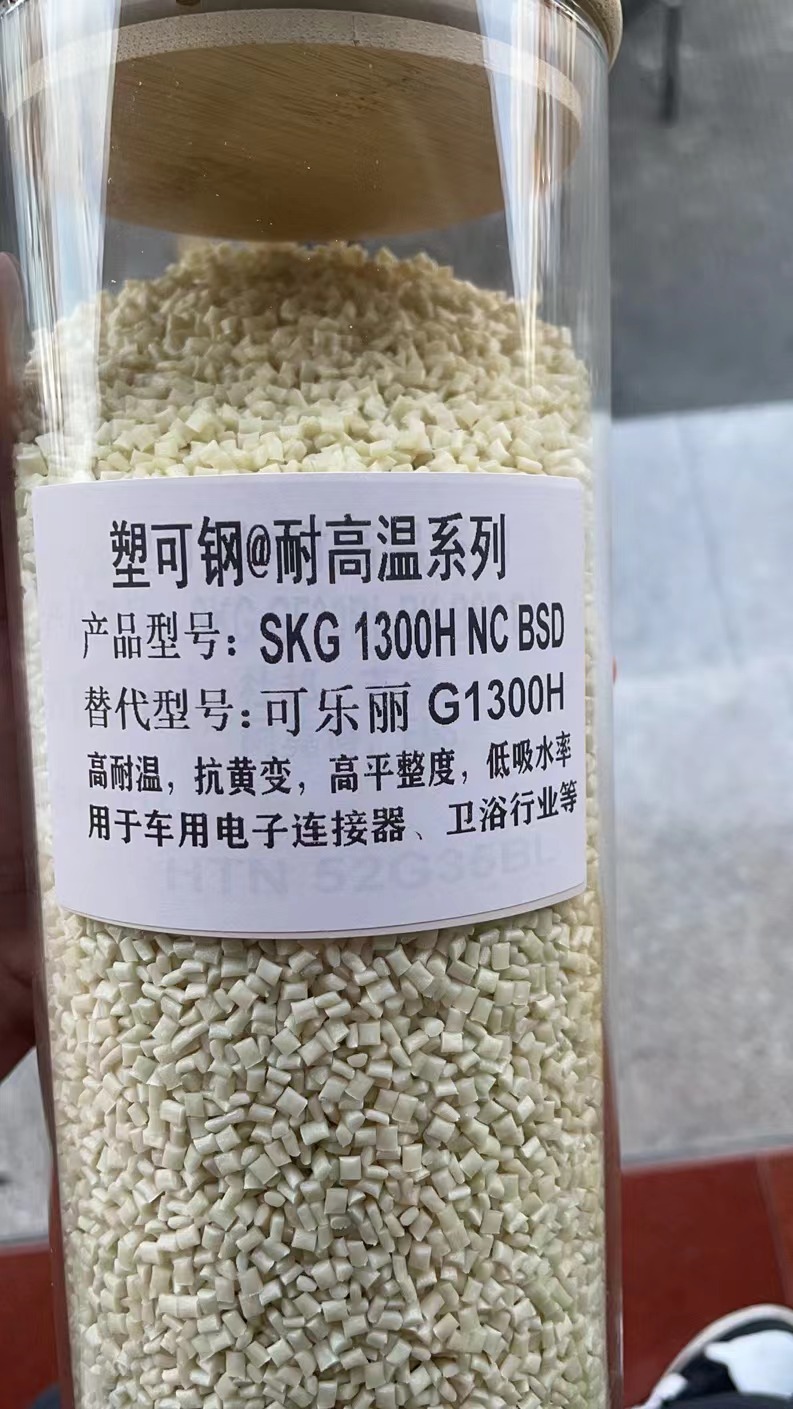 塑可钢@耐高温系列
产品型号：SKG 1300H NC BSD
替代型号：可乐丽 G1300H
高耐温，抗黄变，高平整度，低吸水率
用于车用电子连接器、卫浴行业等
HTN 52G35BL